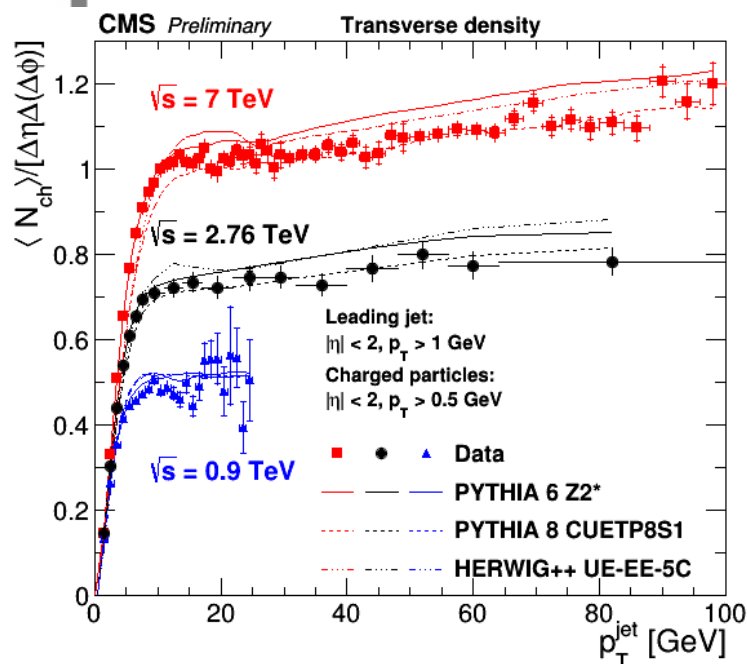 CMS Preliminary Transverse density
⟨ N_ch ⟩/[ΔηΔ(Δϕ)]
1.2
1
0.8
0.6
0.4
0.2
0
√s = 7 TeV
√s = 2.76 TeV
√s = 0.9 TeV
Leading jet:
|η| < 2, p_T > 1 GeV
Charged particles:
|η| < 2, p_T > 0.5 GeV
Data
PYTHIA 6 Z2*
PYTHIA 8 CUETP8S1
HERWIG++ UE-EE-5C
0 20 40 60 80 100
p_T^jet [GeV]